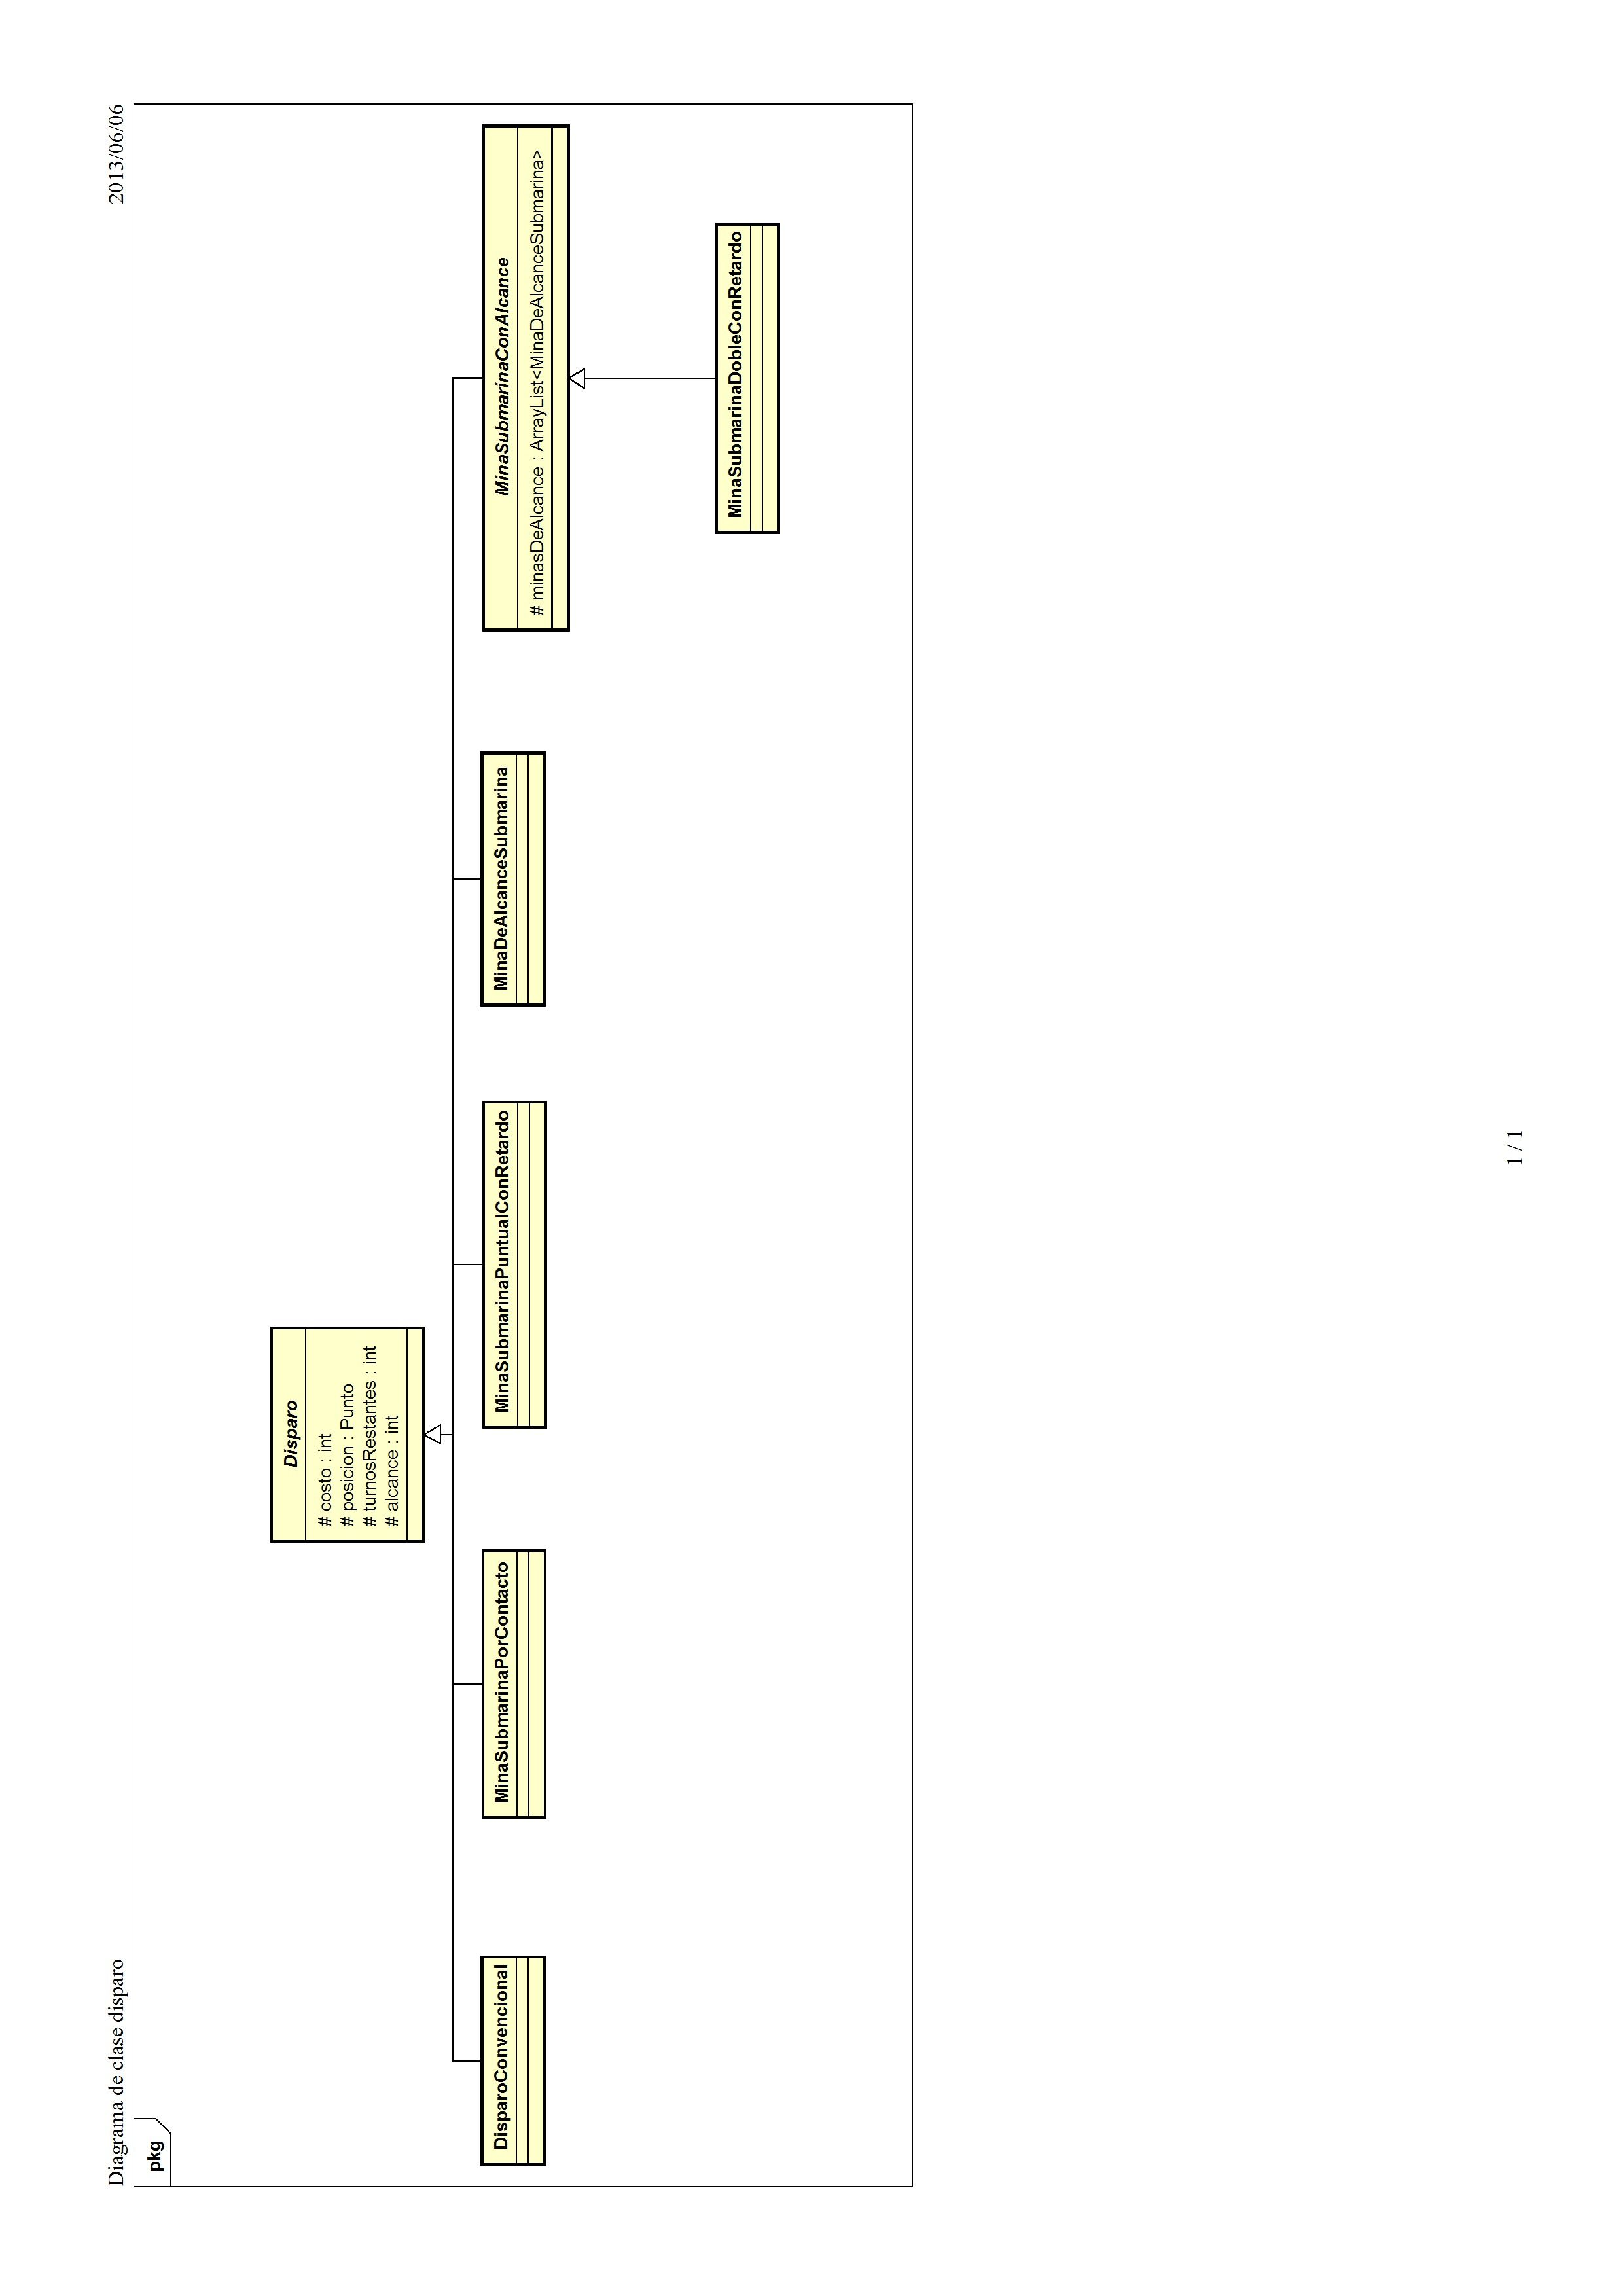 Diagrama de clase disparo
2013/06/06
pkg
Disparo
# costo : int
# posicion : Punto
# turnosRestantes : int
# alcance : int
DisparoConvencional
MinaSubmarinaPorContacto
MinaSubmarinaPuntualConRetardo
MinaDeAlcanceSubmarina
MinaSubmarinaConAlcance
# minasDeAlcance : ArrayList<MinaDeAlcanceSubmarina>
MinaSubmarinaDobleConRetardo
1 / 1